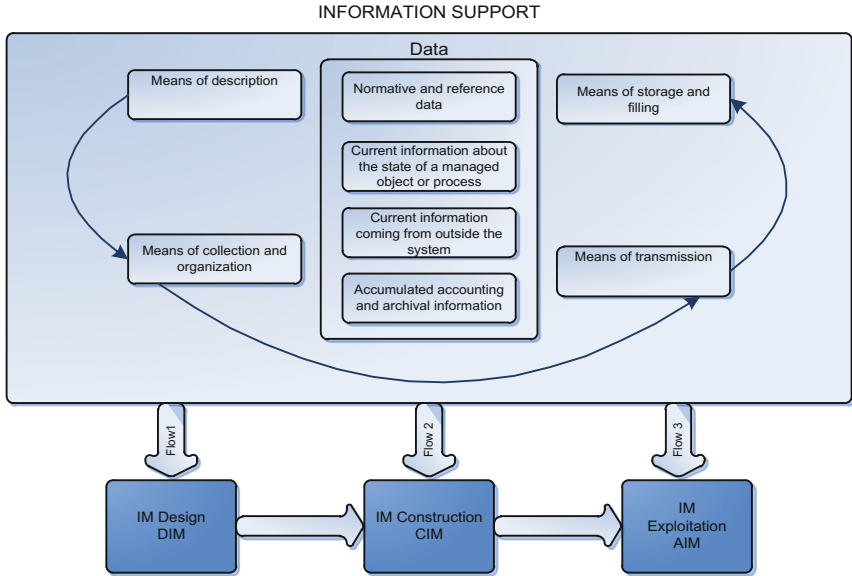 INFORMATION SUPPORT
Data
Means of description
Normative and reference
data
Means of storage and
filling
Current information about
the state of a managed
object or process
Current information
coming from outside the
system
Means of collection and
organization
Means of transmission
Accumulated accounting
and archival information
Flow1
Flow 2
Flow 3
IM Design
DIM
IM Construction
CIM
IM
Exploitation
AIM